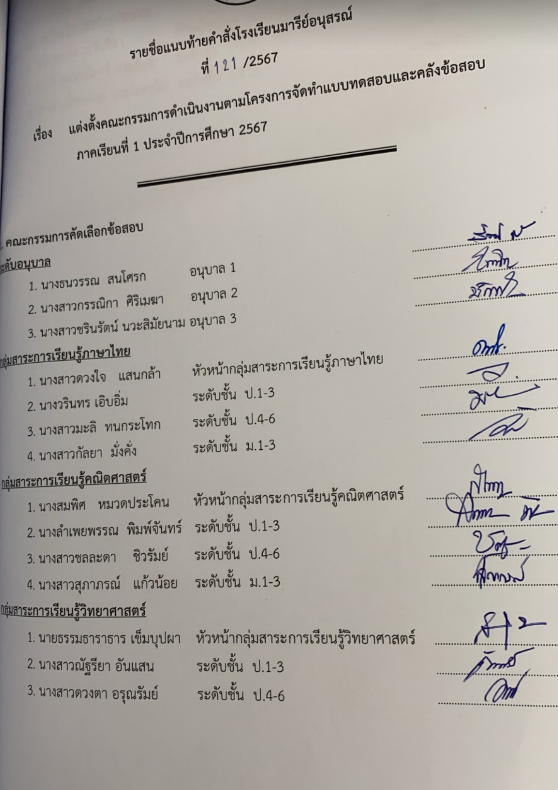 รายชื่อแนบท้ายคำสั่งโรงเรียนมารีย์อนุสรณ์
ที่ 121 /2567
เรื่อง แต่งตั้งคณะกรรมการดำเนินงานตามโครงการจัดทำแบบทดสอบและคลังข้อสอบ
ภาคเรียนที่ 1 ประจำปีการศึกษา 2567
คณะกรรมการคัดเลือกข้อสอบ
ระดับอนุบาล
1. นางธนวรรณ สนโศรก อนุบาล 1
2. นางสาวกรรณิกา ศิริเมฆา อนุบาล 2
3. นางสาวชรินรัตน์ นวะสิมัยนาม อนุบาล 3
กลุ่มสาระการเรียนรู้ภาษาไทย
1. นางสาวดวงใจ แสนกล้า หัวหน้ากลุ่มสาระการเรียนรู้ภาษาไทย
2. นางวรินทร เอิบอิ่ม ระดับชั้น ป.1-3
3. นางสาวมะลิ ทนกระโทก ระดับชั้น ป.4-6
4. นางสาวกัลยา มั่งคั่ง ระดับชั้น ม.1-3
กลุ่มสาระการเรียนรู้คณิตศาสตร์
1. นางสมพิศ หมวดประโคน หัวหน้ากลุ่มสาระการเรียนรู้คณิตศาสตร์
2. นางลำเพยพรรณ พิมพ์จันทร์ ระดับชั้น ป.1-3
3. นางสาวชลละดา ชิวรัมย์ ระดับชั้น ป.4-6
4. นางสาวสุภาภรณ์ แก้วน้อย ระดับชั้น ม.1-3
กลุ่มสาระการเรียนรู้วิทยาศาสตร์
1. นายธรรมธาราธาร เข็มบุปผา หัวหน้ากลุ่มสาระการเรียนรู้วิทยาศาสตร์
2. นางสาวณัฐรียา อันแสน ระดับชั้น ป.1-3
3. นางสาวดวงตา อรุณรัมย์ ระดับชั้น ป.4-6